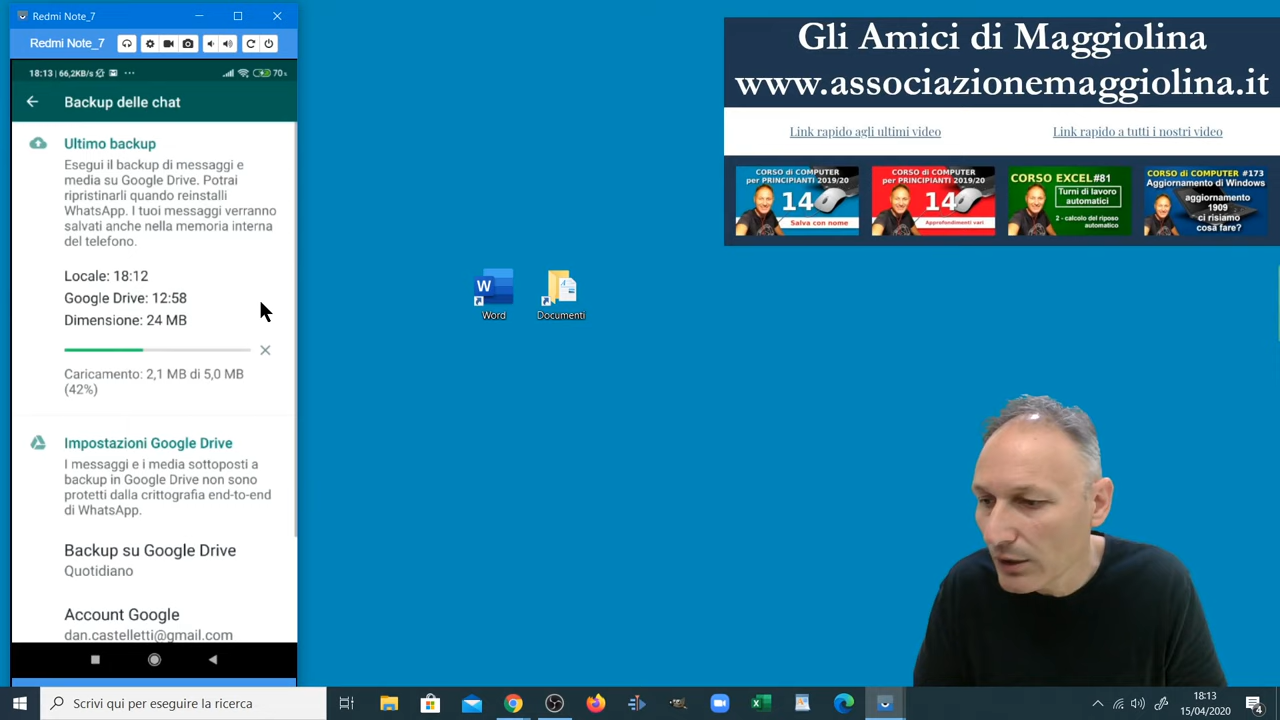 Redmi Note_7
Redmi Note_7
18:13 | 66,2KB/s ... 70%
Backup delle chat
Ultimo backup
Esegui il backup di messaggi e
media su Google Drive. Potrai
ripristinarli quando reinstalli
WhatsApp. I tuoi messaggi verranno
salvati anche nella memoria interna
del telefono.
Locale: 18:12
Google Drive: 12:58
Dimensione: 24 MB
Caricamento: 2,1 MB di 5,0 MB
(42%)
Impostazioni Google Drive
I messaggi e i media sottoposti a
backup in Google Drive non sono
protetti dalla crittografia end-to-end
di WhatsApp.
Backup su Google Drive
Quotidiano
Account Google
dan.castelletti@gmail.com
Gli Amici di Maggiolina
www.associazionemaggiolina.it
Link rapido agli ultimi video
Link rapido a tutti i nostri video
CORSO di COMPUTER
per PRINCIPIANTI 2019/20
14
Salva con nome
CORSO di COMPUTER
per PRINCIPIANTI 2019/20
14
Approfondimenti vari
CORSO EXCEL#81
Turni di lavoro
automatici
2 - calcolo del riposo
automatico
CORSO di COMPUTER #173
Aggiornamento di Windows
aggiornamento
1909
ci risiamo
cosa fare?
W
Word
Documenti
Scrivi qui per eseguire la ricerca
18:13
15/04/2020
4